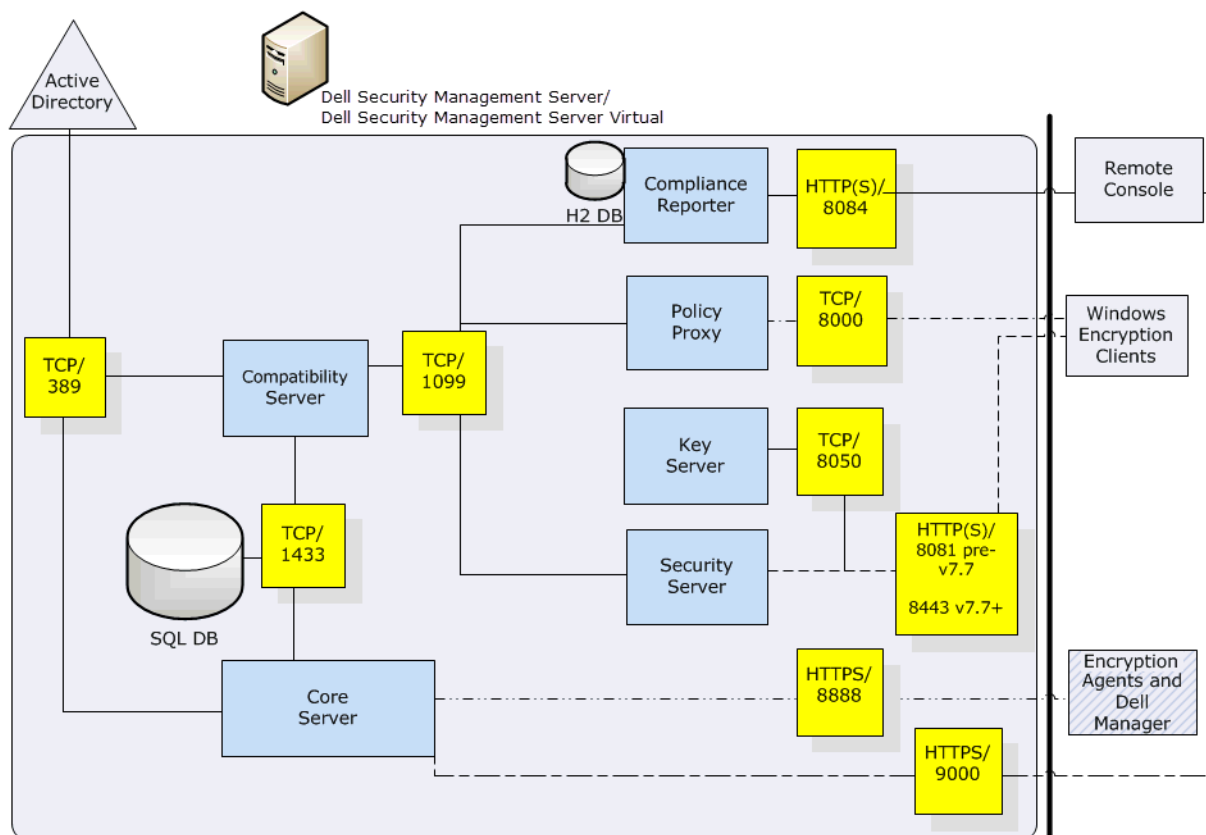 Active
Directory
Dell Security Management Server/
Dell Security Management Server Virtual
H2 DB
Compliance
Reporter
HTTP(S)/
8084
Remote
Console
Policy
Proxy
TCP/
8000
Windows
Encryption
Clients
TCP/
389
Compatibility
Server
TCP/
1099
Key
Server
TCP/
8050
SQL DB
TCP/
1433
Security
Server
HTTP(S)/
8081 pre-
v7.7
8443 v7.7+
Core
Server
HTTPS/
8888
Encryption
Agents and
Dell
Manager
HTTPS/
9000